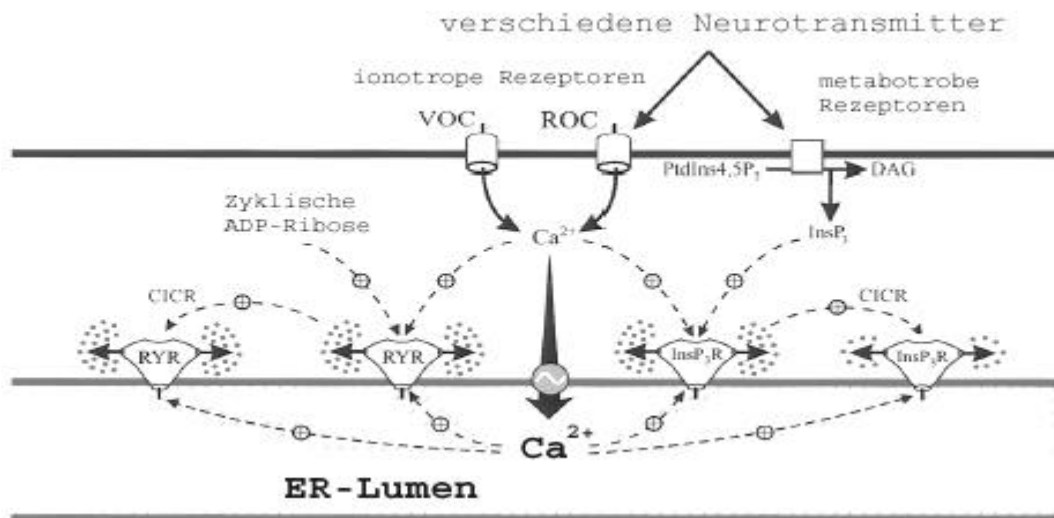 verschiedene Neurotransmitter
ionotrope Rezeptoren
metabotrobe
Rezeptoren
VOC
ROC
PtdIns4,5P₂
DAG
Zyklische
ADP-Ribose
Ca²⁺
InsP₃
CICR
CICR
RYR
RYR
InsP₃R
InsP₃R
Ca²⁺
ER-Lumen